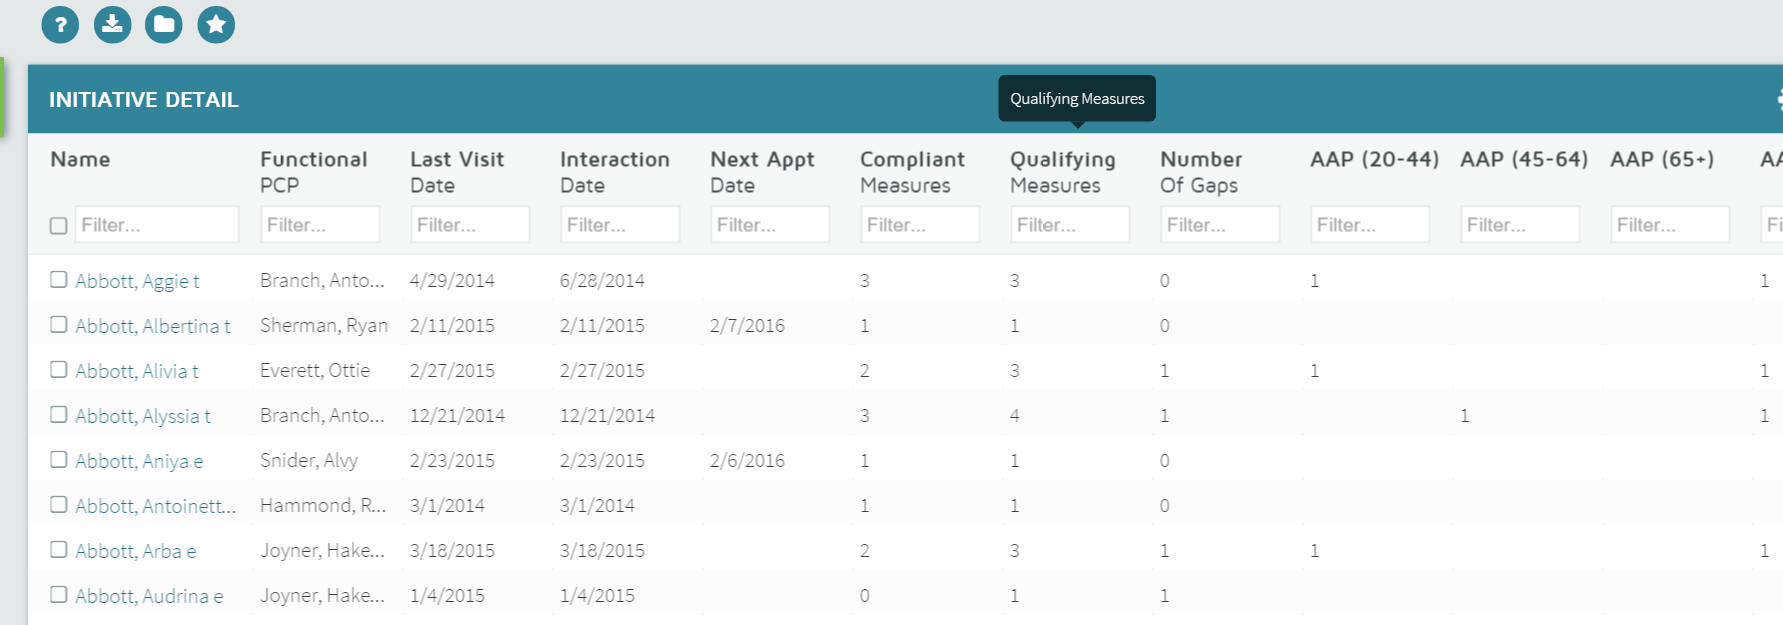 ?
INITIATIVE DETAIL
Qualifying Measures
Name Functional PCP Last Visit Date Interaction Date Next Appt Date Compliant Measures Qualifying Measures Number Of Gaps AAP (20-44) AAP (45-64) AAP (65+)
Filter... Filter... Filter... Filter... Filter... Filter... Filter... Filter... Filter... Filter... Filter...
Abbott, Aggie t Branch, Anto... 4/29/2014 6/28/2014 3 3 0 1 1
Abbott, Albertina t Sherman, Ryan 2/11/2015 2/11/2015 2/7/2016 1 1 0
Abbott, Alivia t Everett, Ottie 2/27/2015 2/27/2015 2 3 1 1 1
Abbott, Alyssia t Branch, Anto... 12/21/2014 12/21/2014 3 4 1 1 1
Abbott, Aniya e Snider, Alvy 2/23/2015 2/23/2015 2/6/2016 1 1 0
Abbott, Antoinett... Hammond, R... 3/1/2014 3/1/2014 1 1 0
Abbott, Arba e Joyner, Hake... 3/18/2015 3/18/2015 2 3 1 1 1
Abbott, Audrina e Joyner, Hake... 1/4/2015 1/4/2015 0 1 1